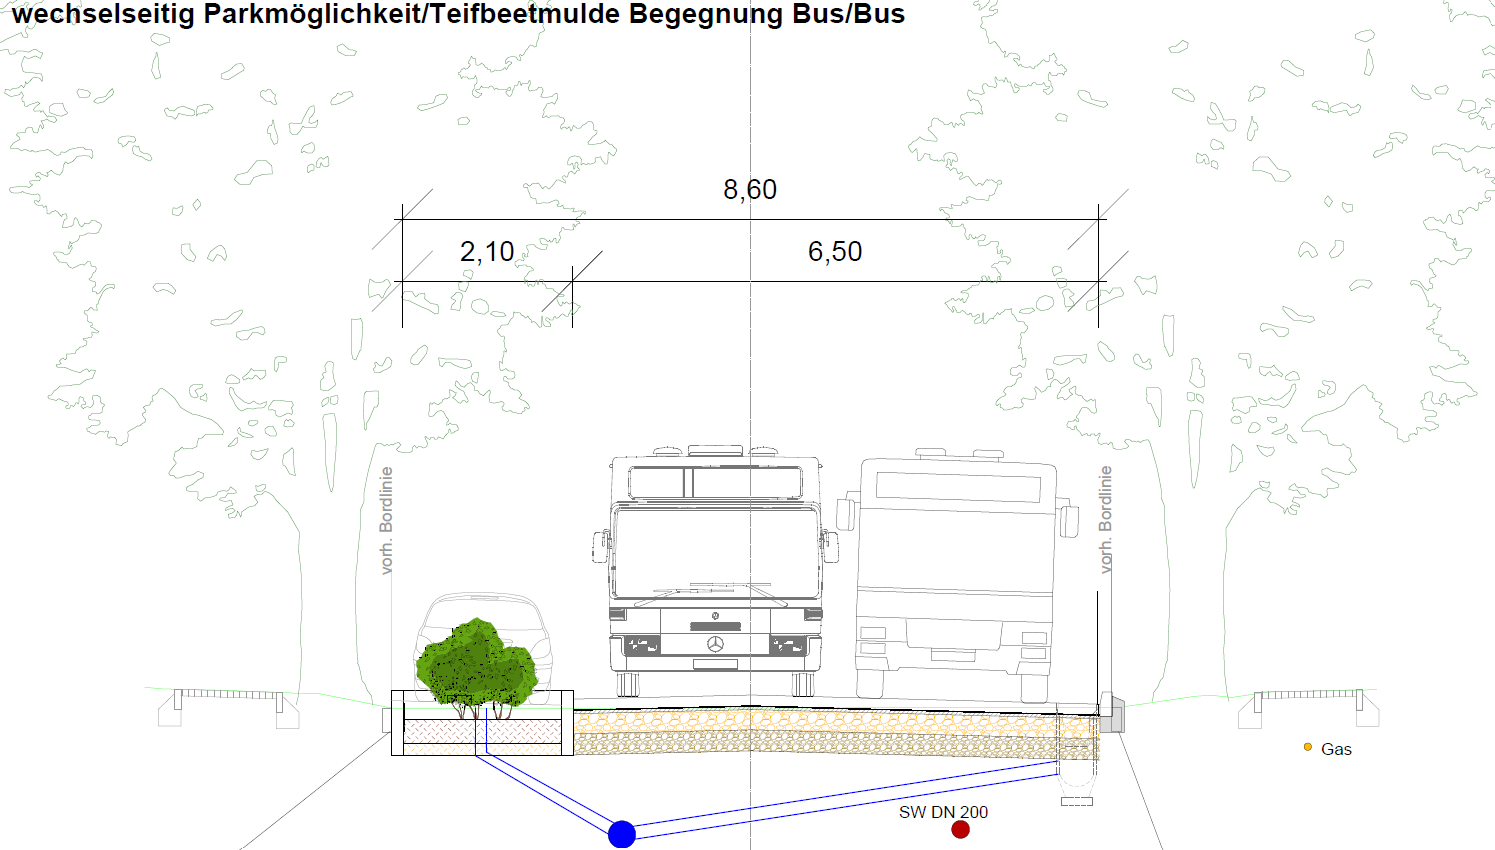 wechselseitig Parkmöglichkeit/Teifbeetmulde Begegnung Bus/Bus
8,60
2,10
6,50
vorh. Bordlinie
vorh. Bordlinie
Gas
SW DN 200